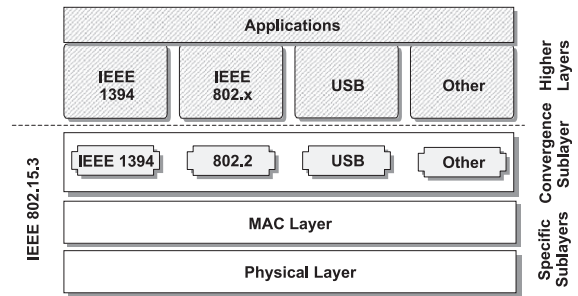 Applications
IEEE
1394
IEEE
802.x
USB
Other
Higher
Layers
IEEE 1394
802.2
USB
Other
Convergence
Sublayer
IEEE 802.15.3
MAC Layer
Physical Layer
Specific
Sublayers